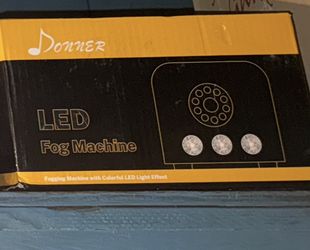 Donner
LED
Fog Machine
Fogging Machine with Colorful LED Light Effect